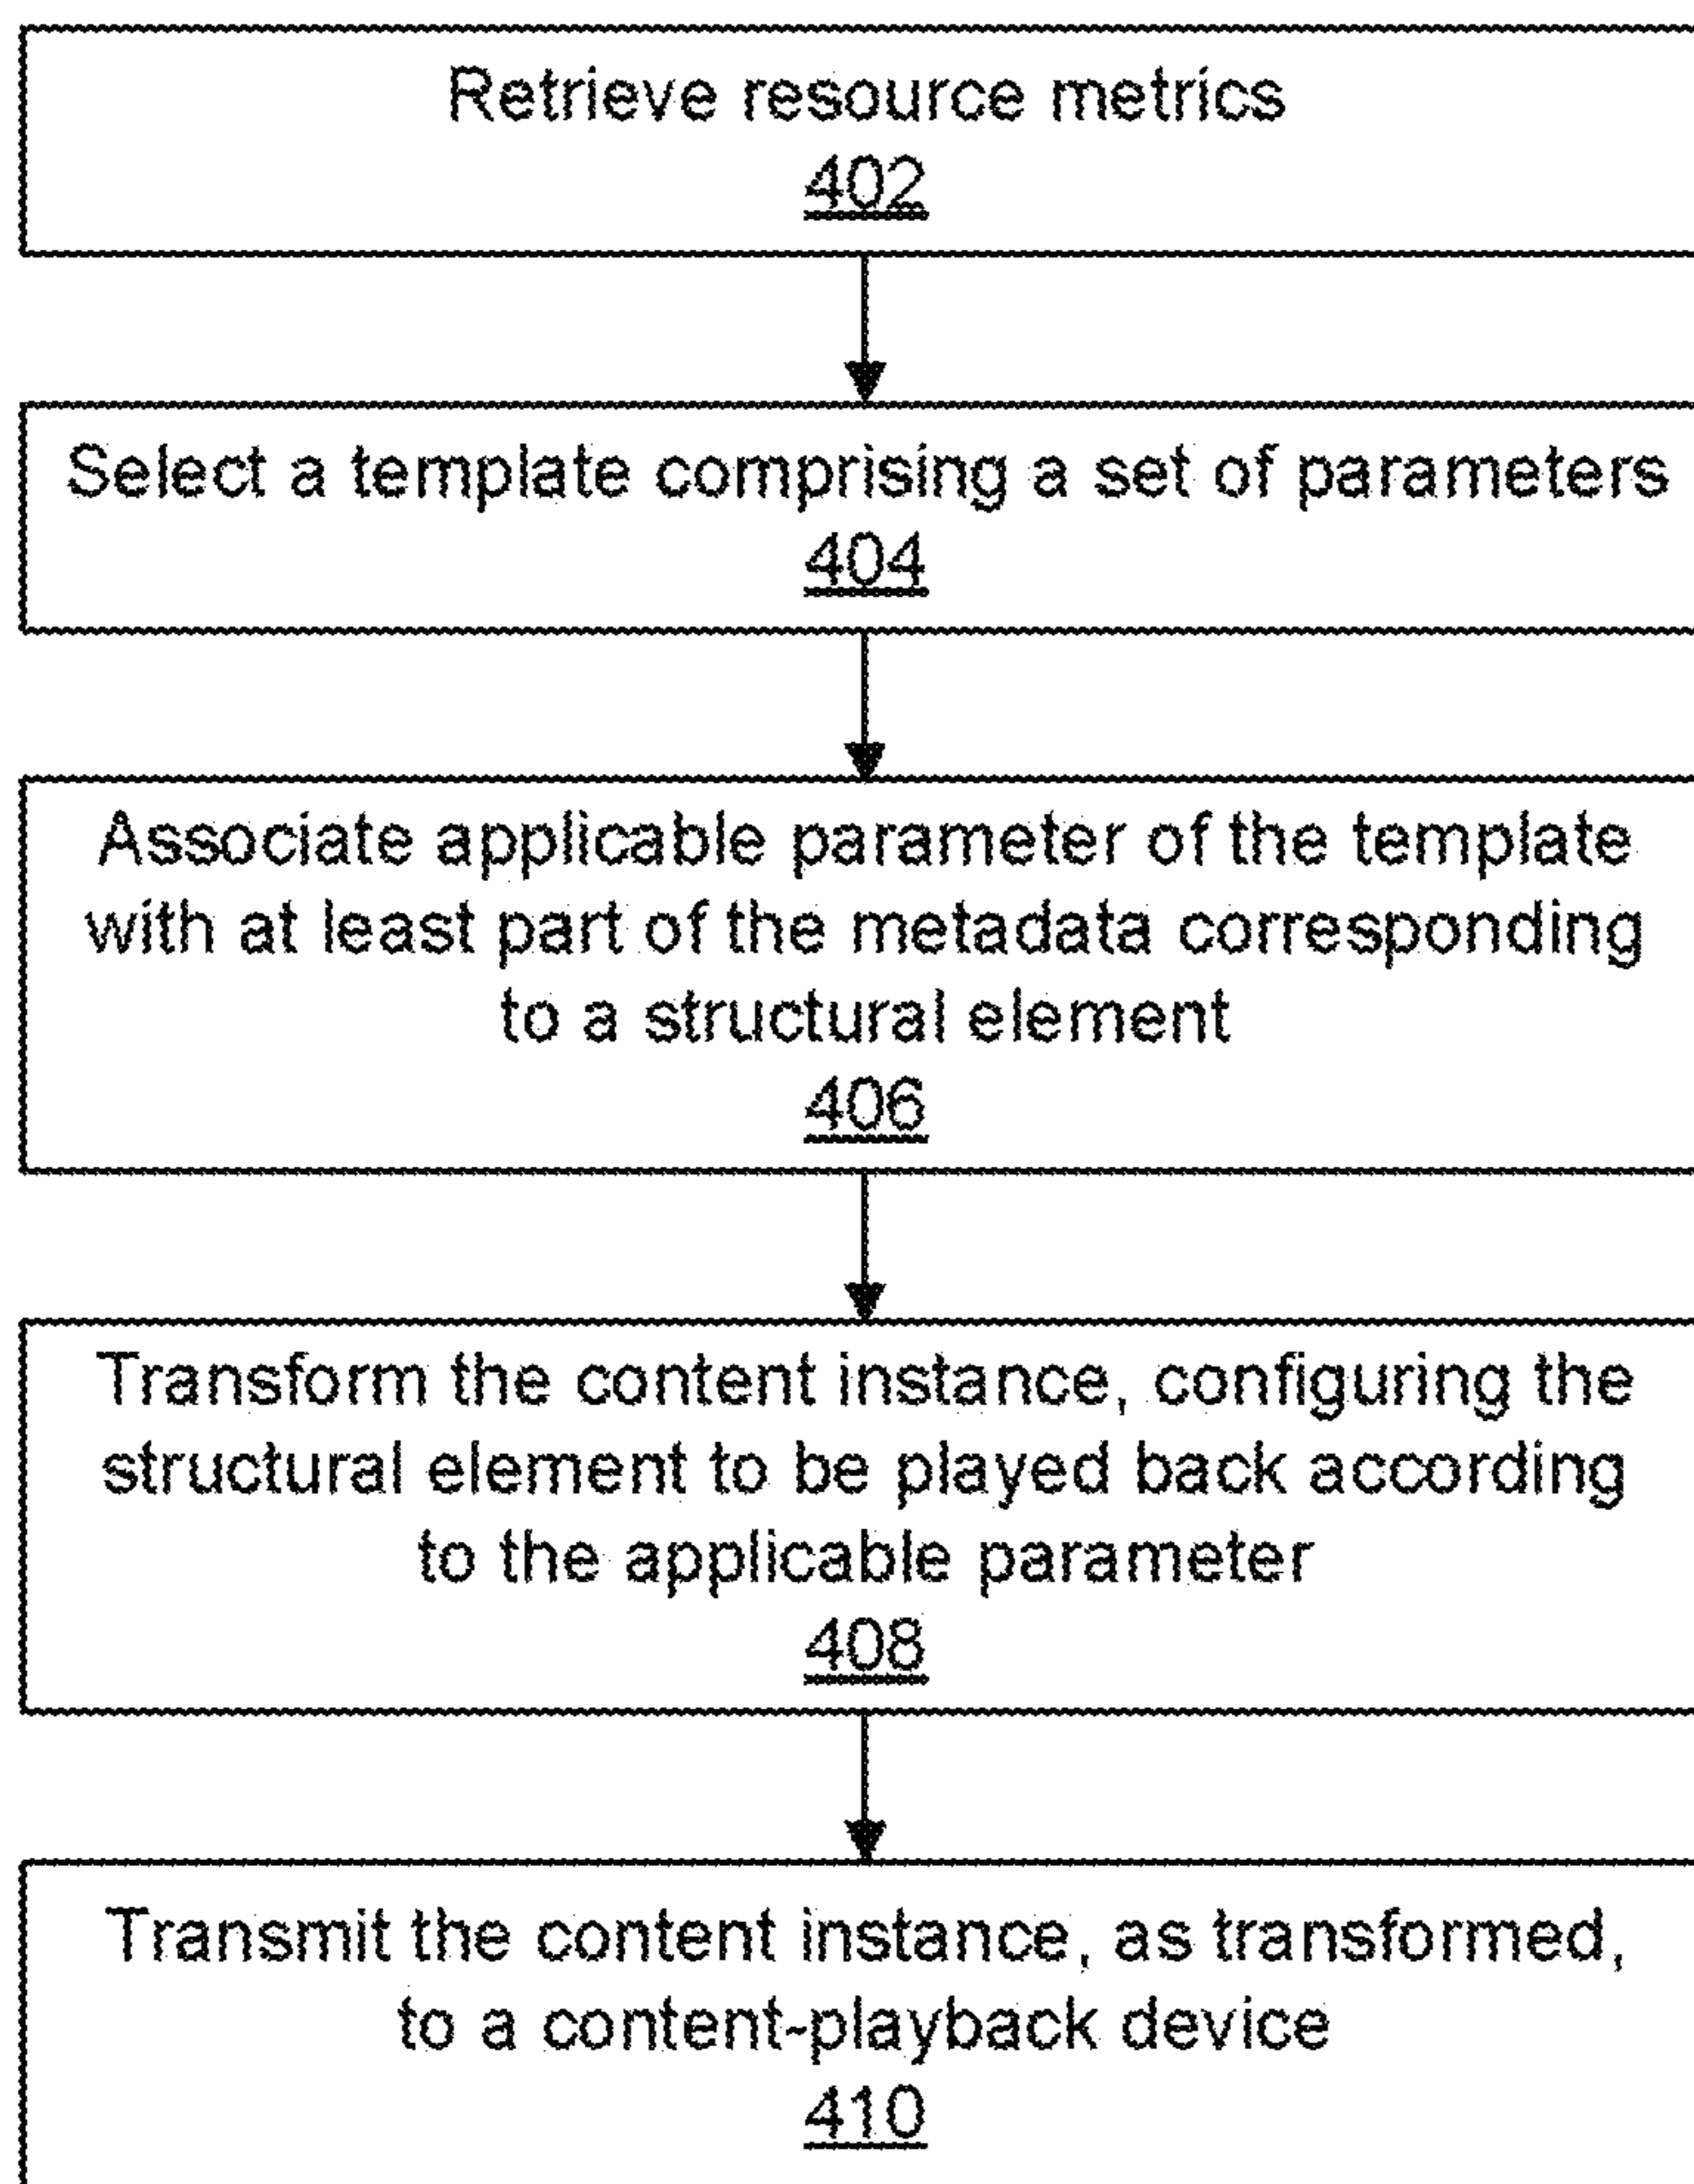 Retrieve resource metrics
402
Select a template comprising a set of parameters
404
Associate applicable parameter of the template
with at least part of the metadata corresponding
to a structural element
406
Transform the content instance, configuring the
structural element to be played back according
to the applicable parameter
408
Transmit the content instance, as transformed,
to a content-playback device
410